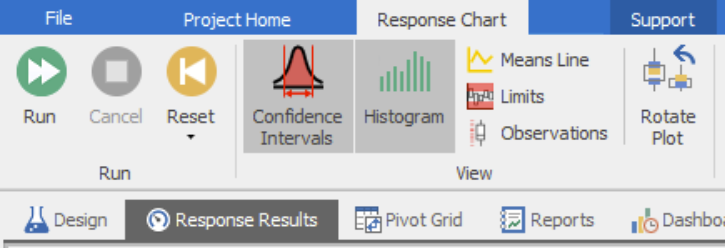 File Project Home Response Chart Support
Run Cancel Reset Confidence Intervals Histogram Means Line Limits Observations Rotate Plot
Run View
Design Response Results Pivot Grid Reports